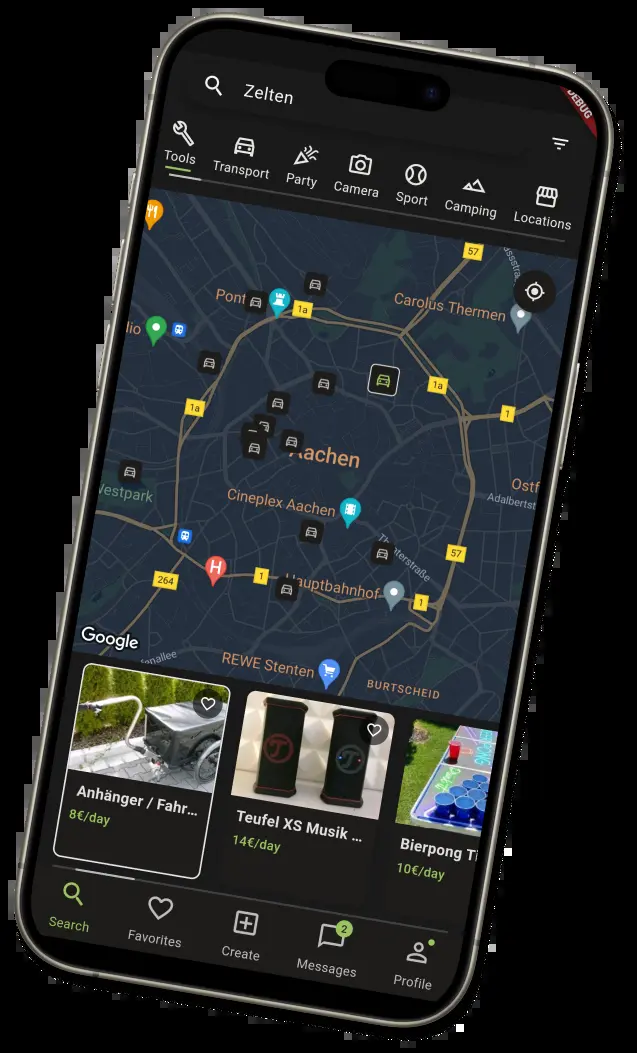 DEBUG
Zelten
Tools
Transport
Party
Camera
Sport
Camping
Locations
57
Pont
1a
Carolus Thermen
lio
1a
1a
1
Aachen
Ostf
Adalbertst
Westpark
Cineplex Aachen
57
H
264
1
Hauptbahnhof
1
Google
REWE Stenten
BURTSCHEID
Anhänger / Fahr...
8€/day
Teufel XS Musik ...
14€/day
Bierpong Ti
10€/day
Search
Favorites
Create
2
Messages
Profile